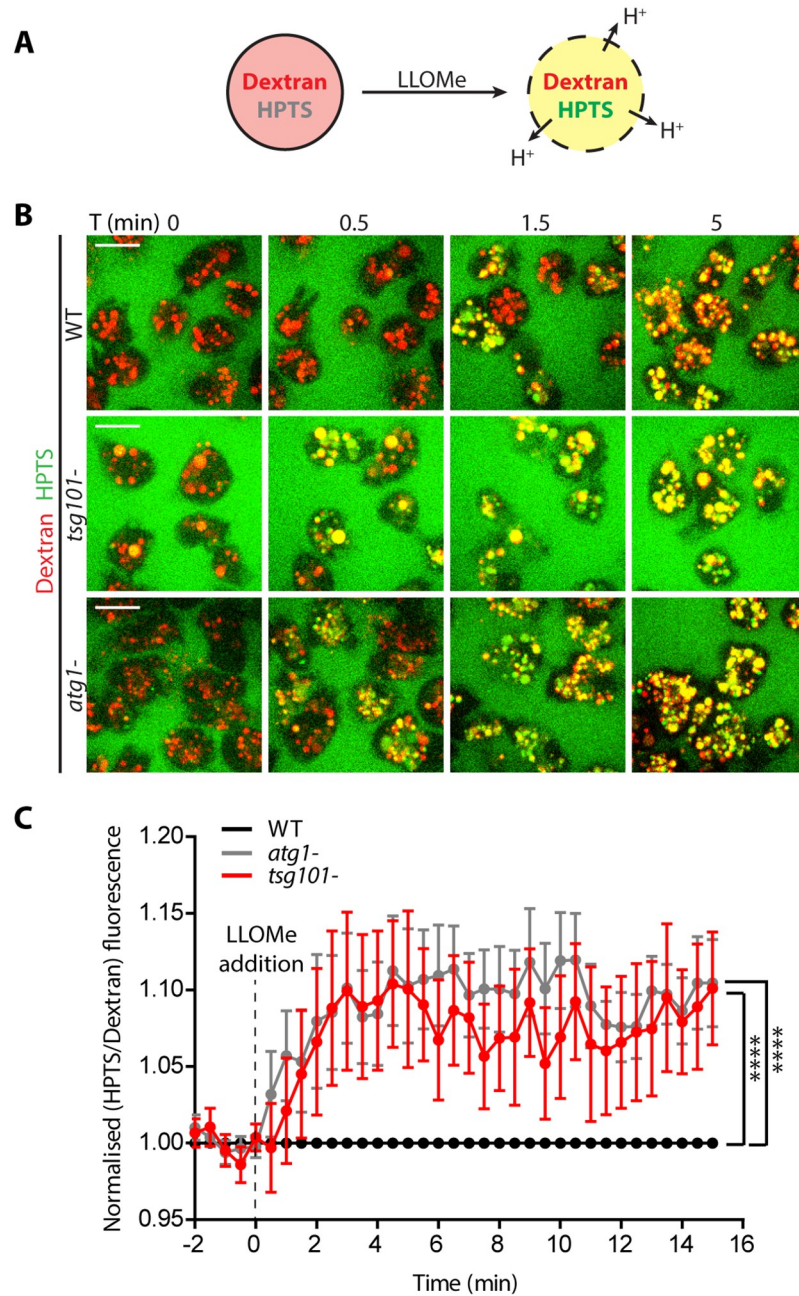 A
Dextran
HPTS
LLOMe
Dextran
HPTS
H⁺
H⁺
H⁺
B
T (min) 0 0.5 1.5 5
Dextran HPTS
WT
tsg101-
atg1-
C
WT
atg1-
tsg101-
LLOMe
addition
Normalised (HPTS/Dextran) fluorescence
1.20
1.15
1.10
1.05
1.00
0.95
****
****
-2 0 2 4 6 8 10 12 14 16
Time (min)